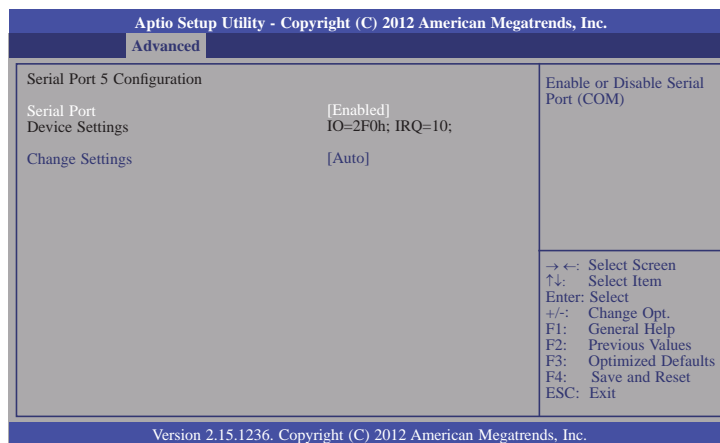 Aptio Setup Utility - Copyright (C) 2012 American Megatrends, Inc.
Advanced
Serial Port 5 Configuration
Serial Port [Enabled]
Device Settings IO=2F0h; IRQ=10;
Change Settings [Auto]
Enable or Disable Serial
Port (COM)
→ ←: Select Screen
↑↓: Select Item
Enter: Select
+/-: Change Opt.
F1: General Help
F2: Previous Values
F3: Optimized Defaults
F4: Save and Reset
ESC: Exit
Version 2.15.1236. Copyright (C) 2012 American Megatrends, Inc.